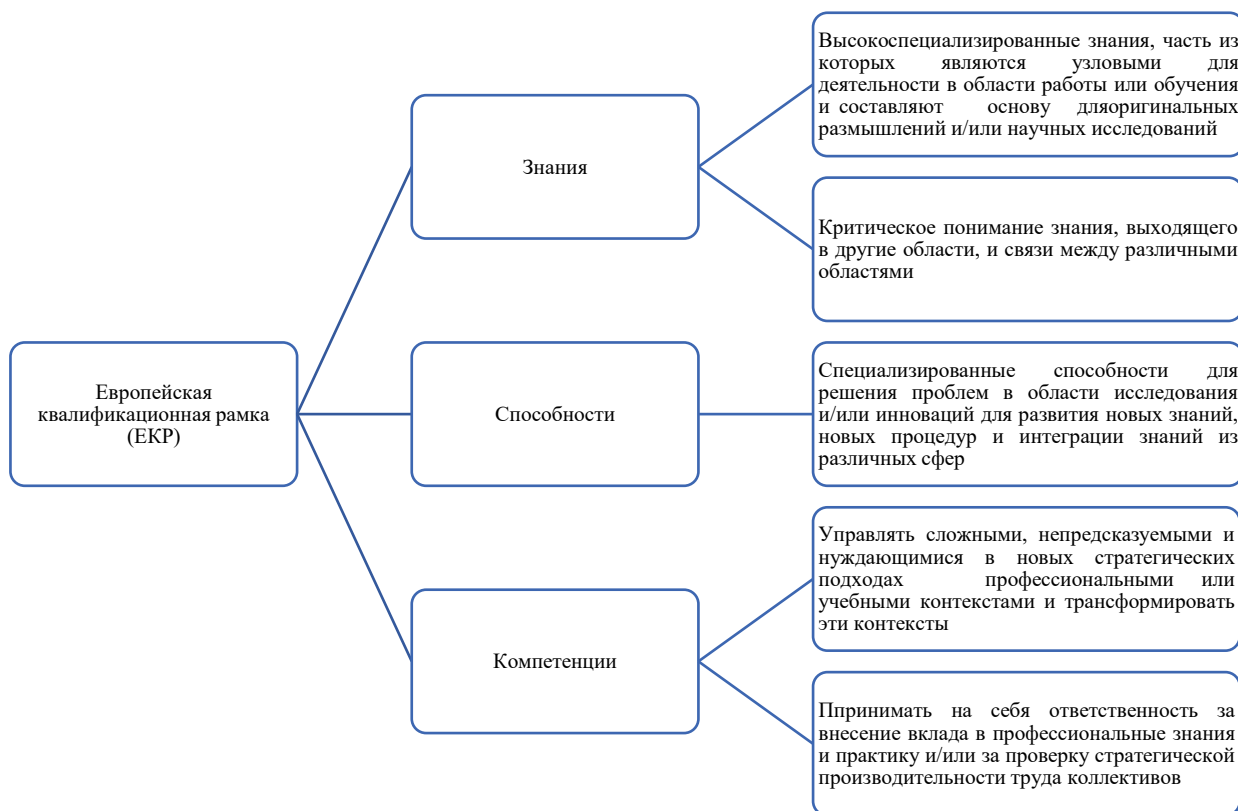 Европейская
квалификационная рамка
(ЕКР)
Знания
Высокоспециализированные знания, часть из
которых являются узловыми для
деятельности в области работы или обучения
и составляют основу дляоригинальных
размышлений и/или научных исследований
Критическое понимание знания, выходящего
в другие области, и связи между различными
областями
Способности
Специализированные способности для
решения проблем в области исследования
и/или инноваций для развития новых знаний,
новых процедур и интеграции знаний из
различных сфер
Компетенции
Управлять сложными, непредсказуемыми и
нуждающимися в новых стратегических
подходах профессиональными или
учебными контекстами и трансформировать
эти контексты
Ппринимать на себя ответственность за
внесение вклада в профессиональные знания
и практику и/или за проверку стратегической
производительности труда коллективов